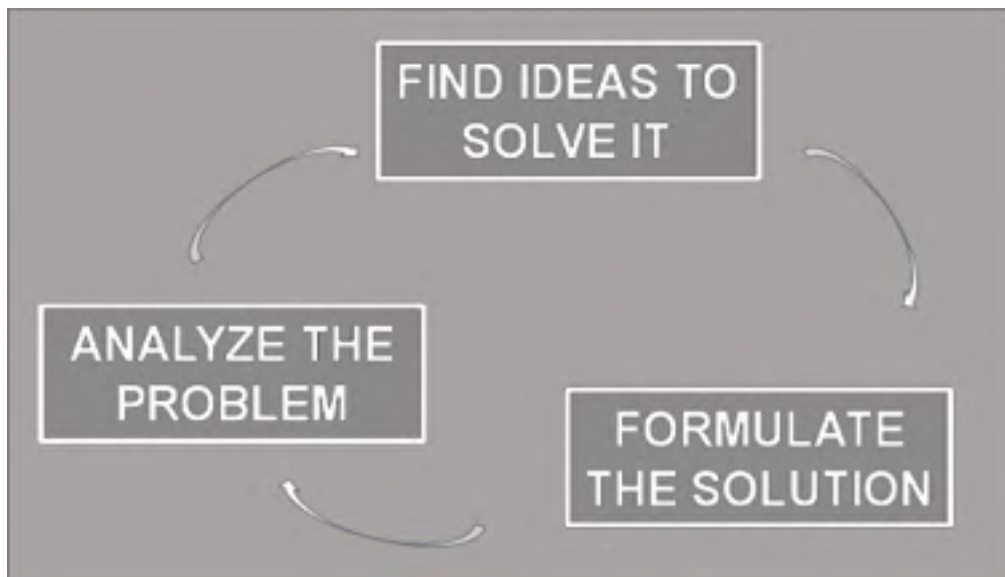 FIND IDEAS TO
SOLVE IT
ANALYZE THE
PROBLEM
FORMULATE
THE SOLUTION